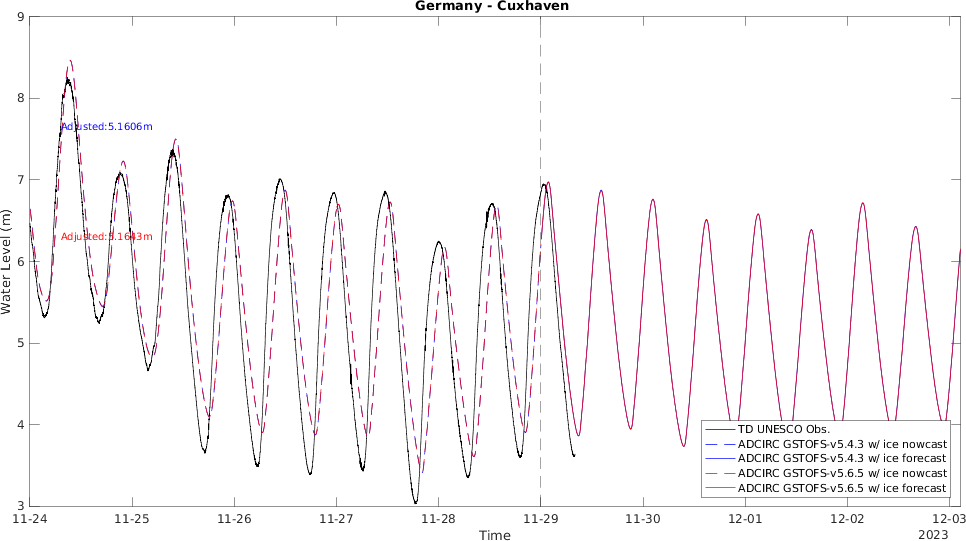 Germany - Cuxhaven
9
8
7
6
5
4
3
Water Level (m)
Adjusted:5.1606m
Adjusted:5.1643m
TD UNESCO Obs.
ADCIRC GSTOFS-v5.4.3 w/ ice nowcast
ADCIRC GSTOFS-v5.4.3 w/ ice forecast
ADCIRC GSTOFS-v5.6.5 w/ ice nowcast
ADCIRC GSTOFS-v5.6.5 w/ ice forecast
11-24 11-25 11-26 11-27 11-28 11-29 11-30 12-01 12-02 12-03
Time
2023